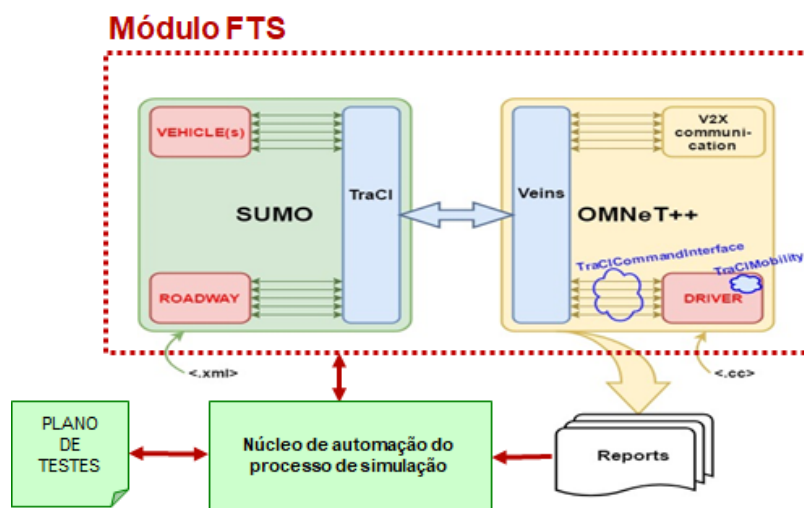 Módulo FTS
VEHICLE(s)
TraCI
SUMO
ROADWAY
Veins
V2X
communi-
cation
OMNeT++
TraCICommandInterface
TraCIMobility
DRIVER
<.xml>
<.cc>
PLANO
DE
TESTES
Núcleo de automação do
processo de simulação
Reports